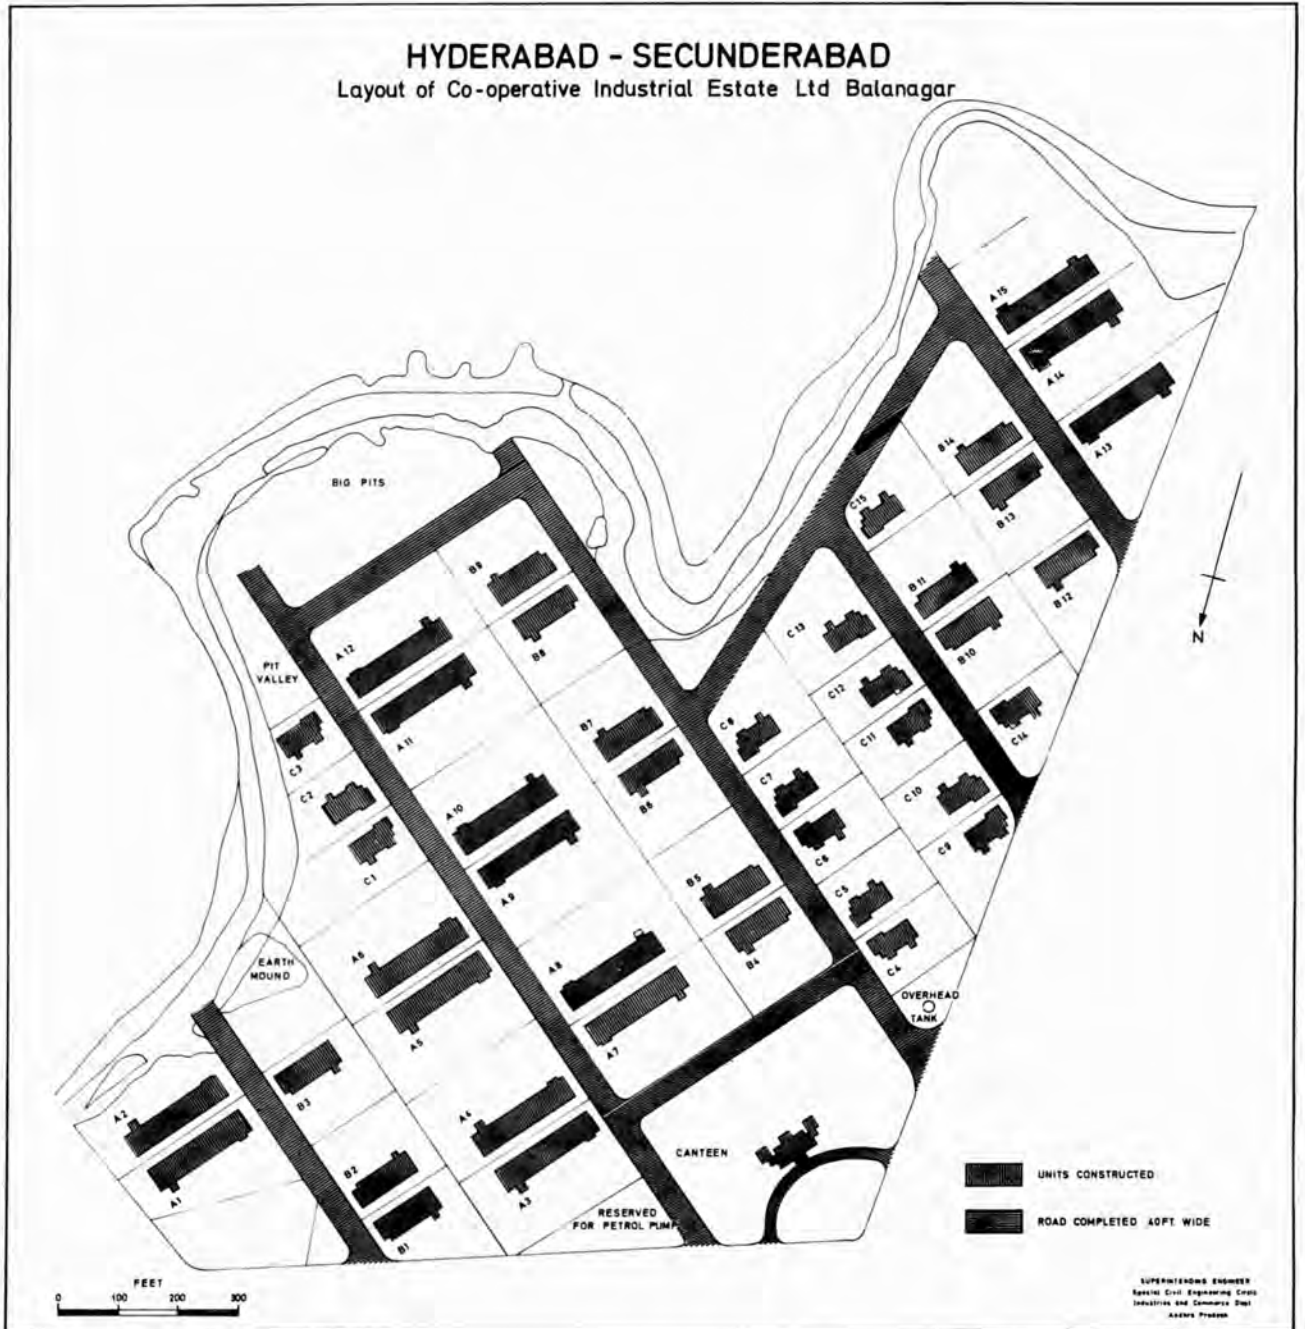 HYDERABAD - SECUNDERABAD
Layout of Co-operative Industrial Estate Ltd Balanagar
A 15
A 14
A 13
B 14
B 13
C 15
B 12
B 11
B 10
C 14
N
BIG PITS
B 9
B 8
A 12
A 11
PIT
VALLEY
C 3
C 2
C 1
C 13
C 12
C 11
C 10
C 9
C 8
C 7
C 6
C 5
C 4
B 7
B 6
A 10
A 9
B 5
B 4
A 8
A 7
A 6
A 5
EARTH
MOUND
OVERHEAD
TANK
B 3
A 2
A 1
A 4
A 3
B 2
B 1
CANTEEN
RESERVED
FOR PETROL PUMP
UNITS CONSTRUCTED
ROAD COMPLETED 40FT. WIDE
FEET
0 100 200 300
SUPERINTENDING ENGINEER
Special Civil Engineering Circle
Industries and Commerce Dept
Andhra Pradesh